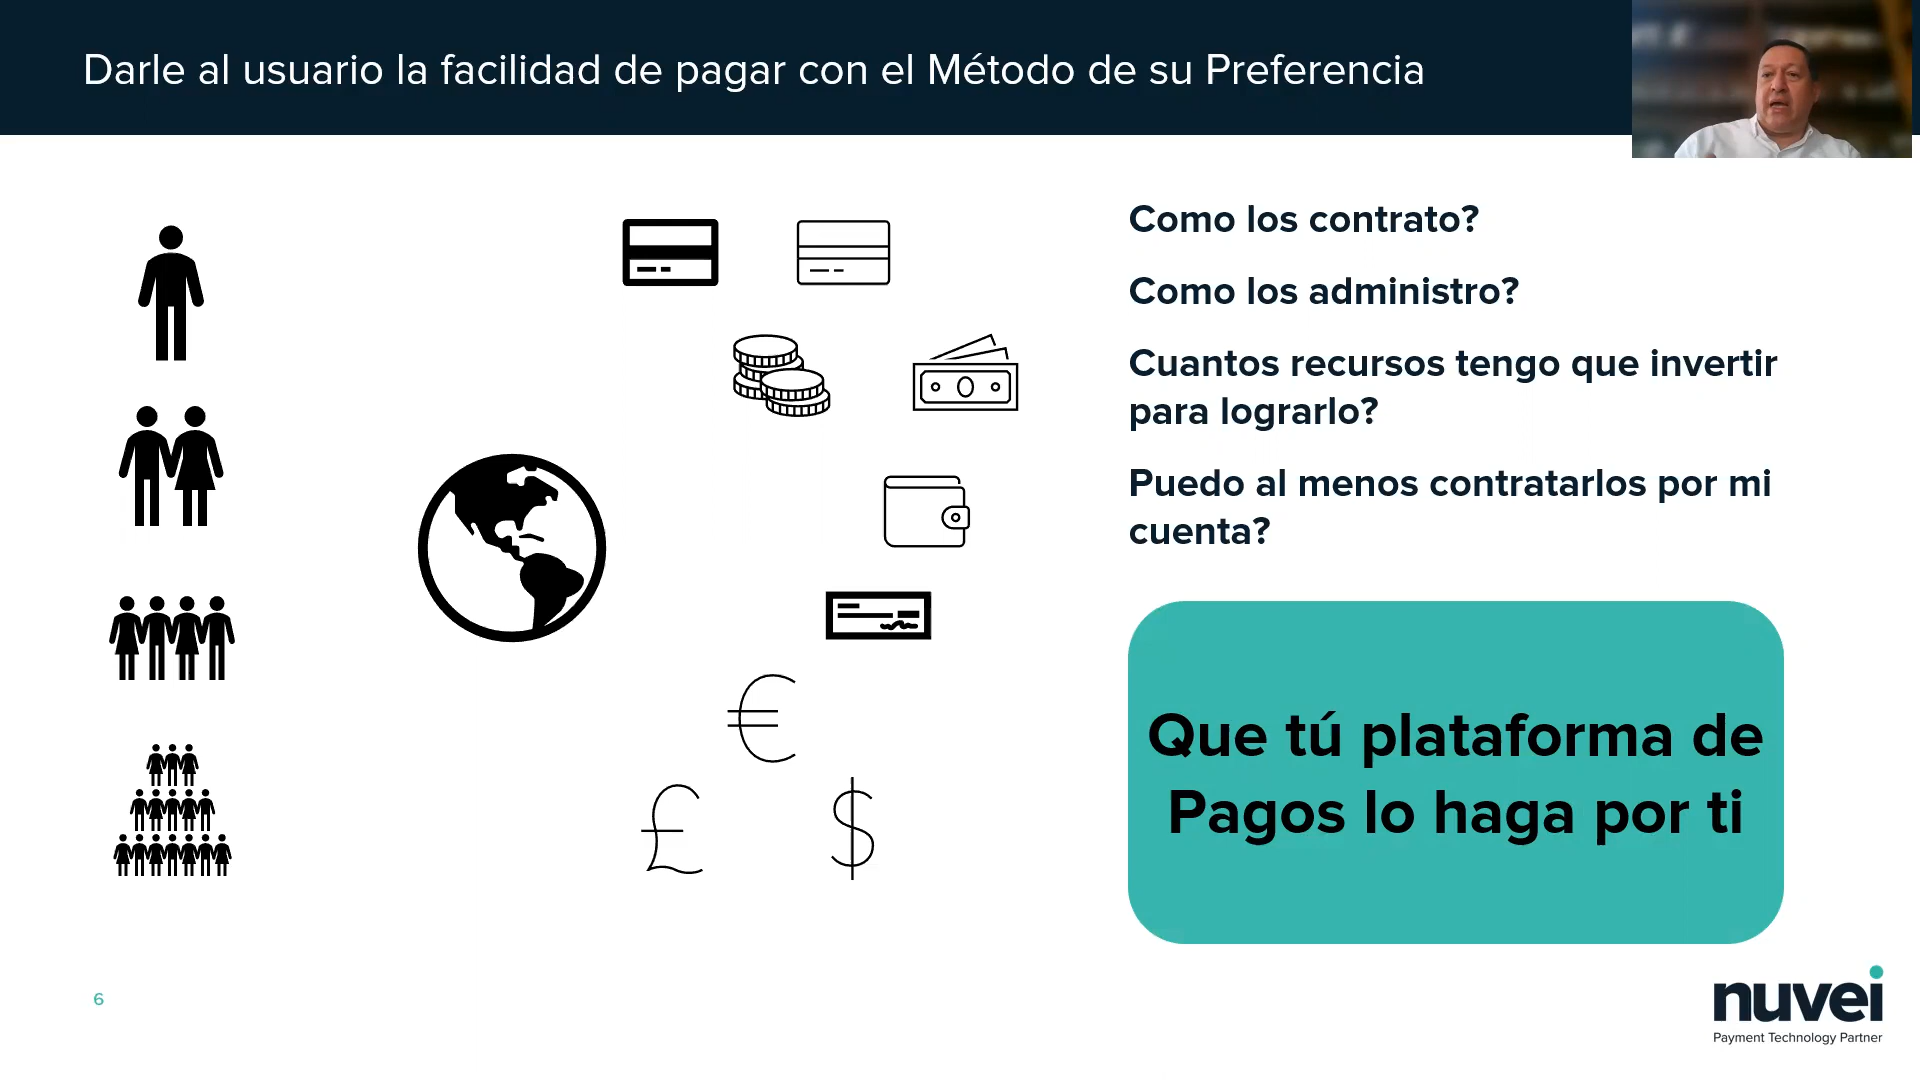 Darle al usuario la facilidad de pagar con el Método de su Preferencia
Como los contrato?
Como los administro?
Cuantos recursos tengo que invertir
para lograrlo?
Puedo al menos contratarlos por mi
cuenta?
Que tú plataforma de
Pagos lo haga por ti
6
nuvei
Payment Technology Partner